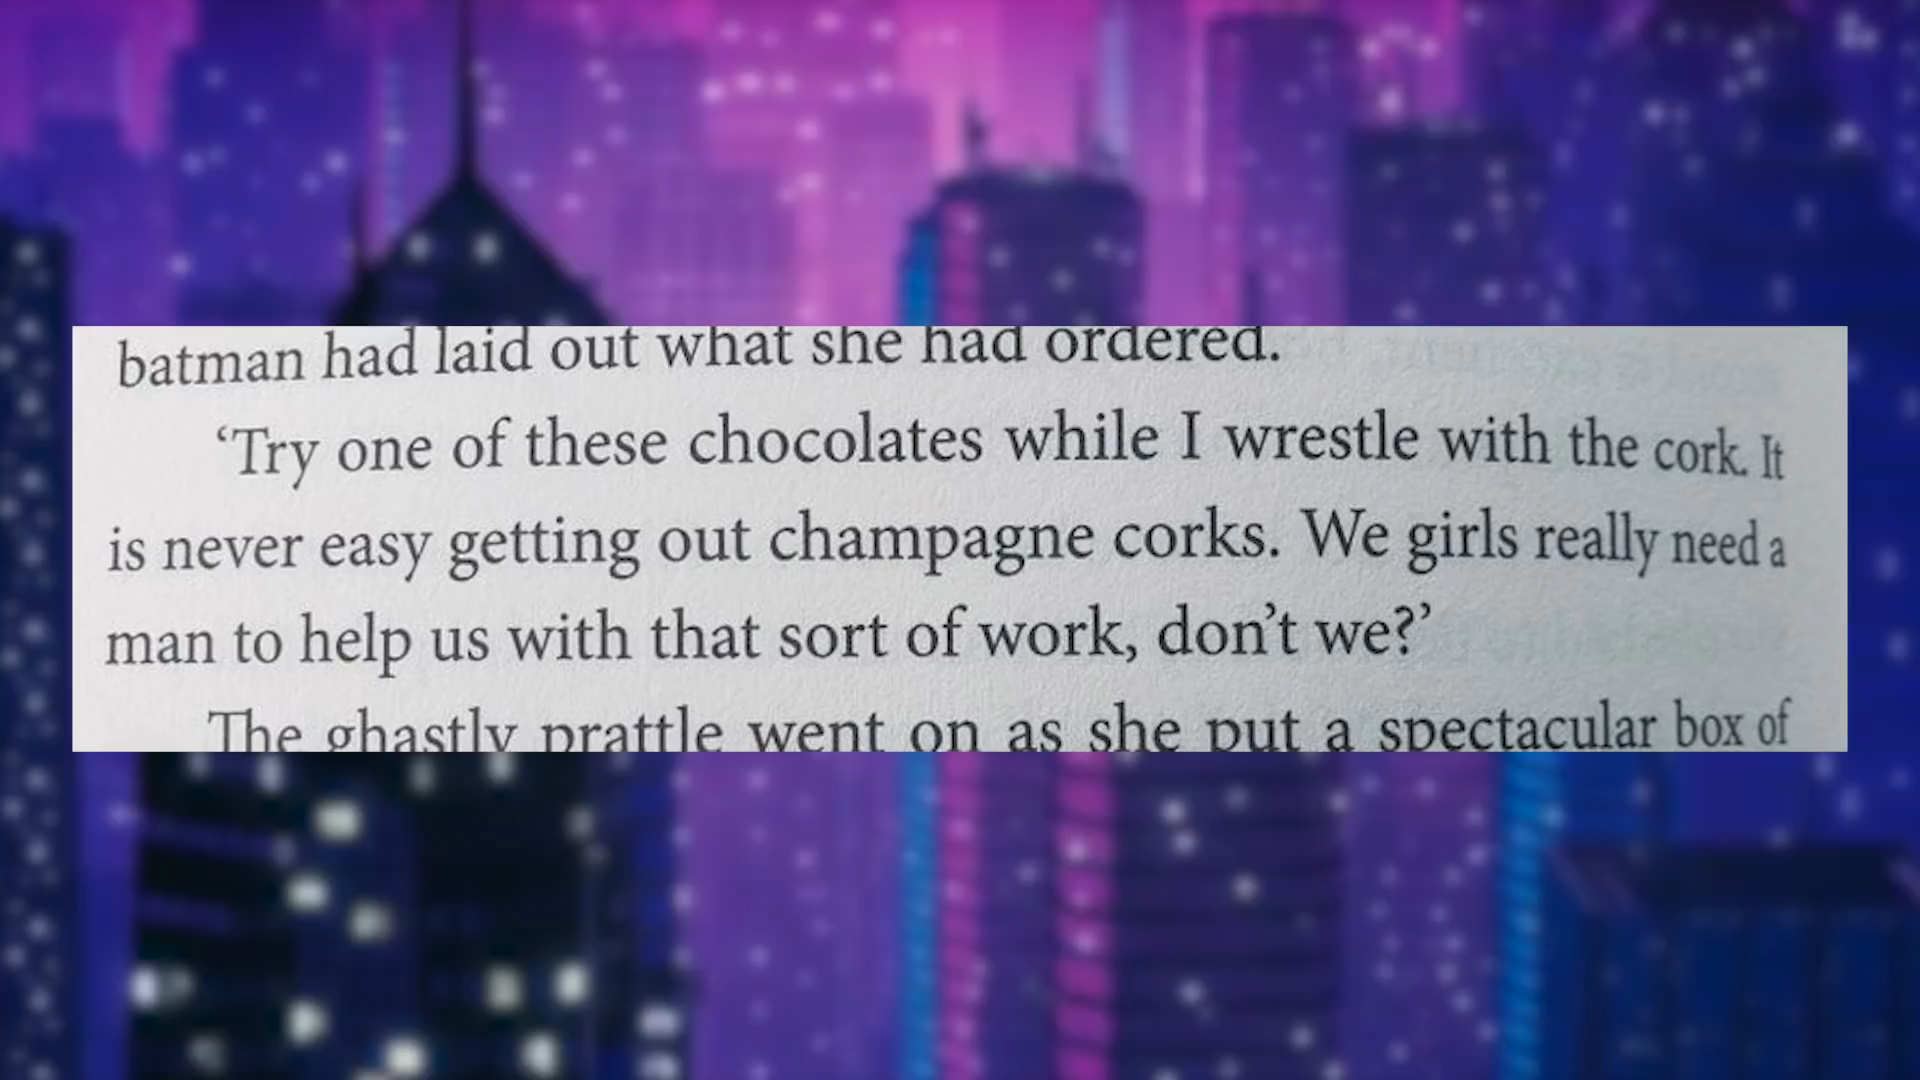 batman had laid out what she had ordered.
‘Try one of these chocolates while I wrestle with the cork. It
is never easy getting out champagne corks. We girls really need a
man to help us with that sort of work, don’t we?’
The ghastly prattle went on as she put a spectacular box of